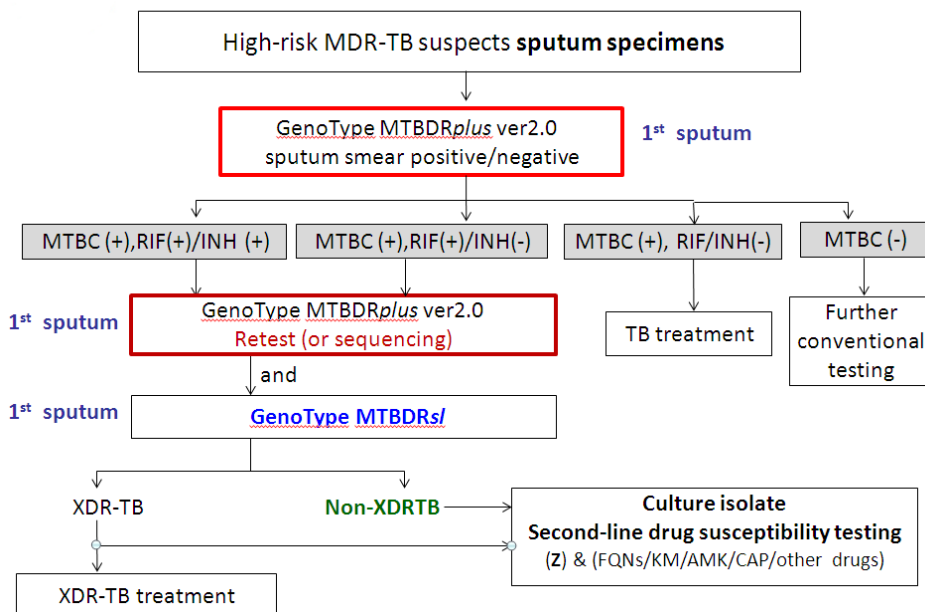 High-risk MDR-TB suspects sputum specimens
GenoType MTBDRplus ver2.0
sputum smear positive/negative
1st sputum
MTBC (+),RIF(+)/INH (+)
MTBC (+),RIF(+)/INH(-)
MTBC (+), RIF/INH(-)
MTBC (-)
1st sputum
GenoType MTBDRplus ver2.0
Retest (or sequencing)
TB treatment
Further
conventional
testing
and
1st sputum
GenoType MTBDRsl
XDR-TB
Non-XDRTB
Culture isolate
Second-line drug susceptibility testing
(Z) & (FQNs/KM/AMK/CAP/other drugs)
XDR-TB treatment